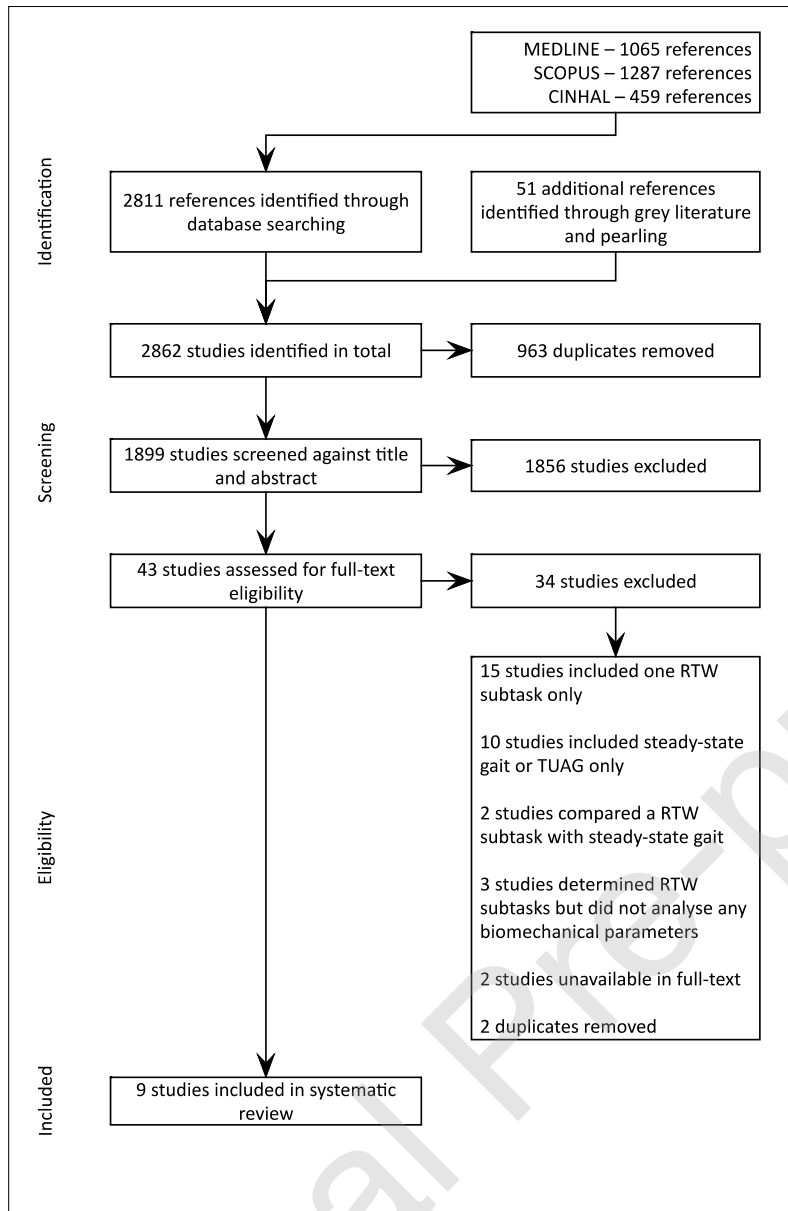 MEDLINE – 1065 references
SCOPUS – 1287 references
CINHAL – 459 references
Identification
2811 references identified through
database searching
51 additional references
identified through grey literature
and pearling
2862 studies identified in total
963 duplicates removed
Screening
1899 studies screened against title
and abstract
1856 studies excluded
43 studies assessed for full-text
eligibility
34 studies excluded
Eligibility
15 studies included one RTW
subtask only
10 studies included steady-state
gait or TUAG only
2 studies compared a RTW
subtask with steady-state gait
3 studies determined RTW
subtasks but did not analyse any
biomechanical parameters
2 studies unavailable in full-text
2 duplicates removed
Included
9 studies included in systematic
review